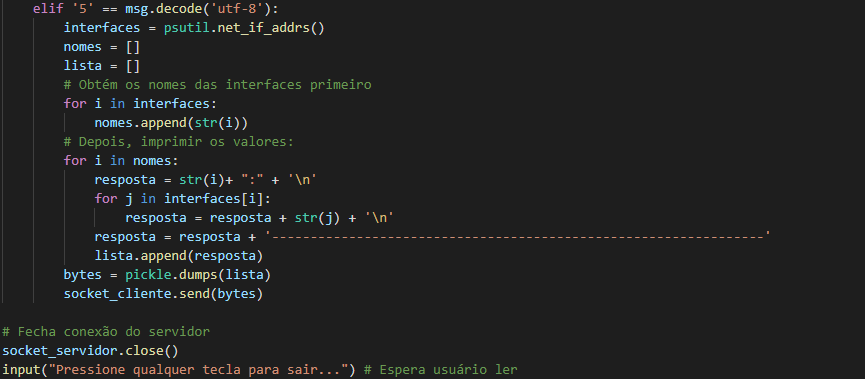 elif '5' == msg.decode('utf-8'):
interfaces = psutil.net_if_addrs()
nomes = []
lista = []
# Obtém os nomes das interfaces primeiro
for i in interfaces:
nomes.append(str(i))
# Depois, imprimir os valores:
for i in nomes:
resposta = str(i)+ ":" + '\n'
for j in interfaces[i]:
resposta = resposta + str(j) + '\n'
resposta = resposta + '----------------------------------------------------------------'
lista.append(resposta)
bytes = pickle.dumps(lista)
socket_cliente.send(bytes)
# Fecha conexão do servidor
socket_servidor.close()
input("Pressione qualquer tecla para sair...") # Espera usuário ler